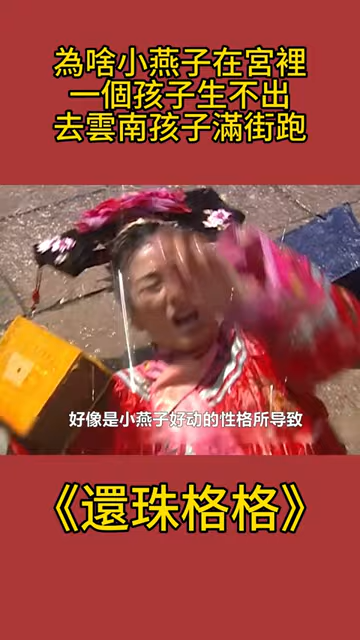 為啥小燕子在宮裡
一個孩子生不出
去雲南孩子滿街跑
好像是小燕子好动的性格所导致
《還珠格格》